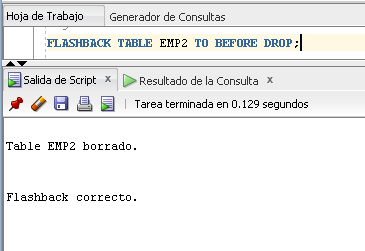 Hoja de Trabajo Generador de Consultas
FLASHBACK TABLE EMP2 TO BEFORE DROP;
Salida de Script x Resultado de la Consulta x
Tarea terminada en 0.129 segundos
Table EMP2 borrado.
Flashback correcto.